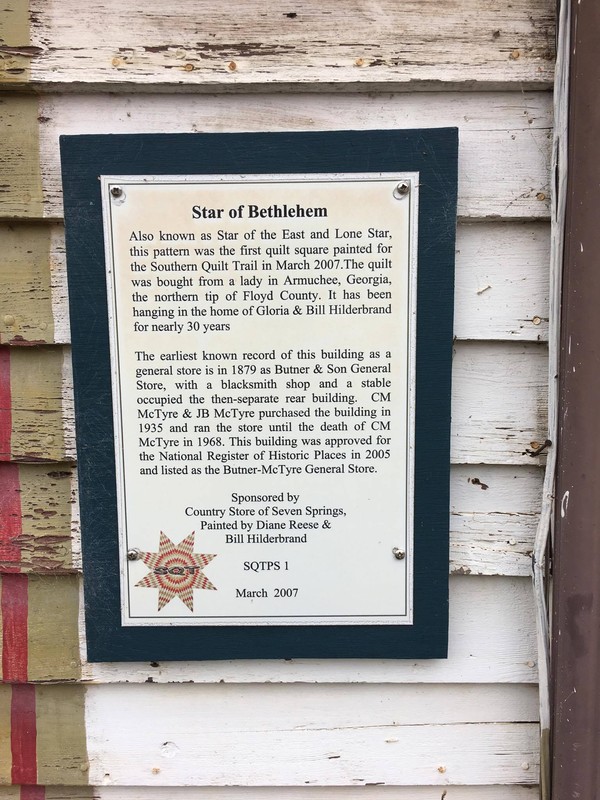 Star of Bethlehem
Also known as Star of the East and Lone Star,
this pattern was the first quilt square painted for
the Southern Quilt Trail in March 2007.The quilt
was bought from a lady in Armuchee, Georgia,
the northern tip of Floyd County. It has been
hanging in the home of Gloria & Bill Hilderbrand
for nearly 30 years
The earliest known record of this building as a
general store is in 1879 as Butner & Son General
Store, with a blacksmith shop and a stable
occupied the then-separate rear building. CM
McTyre & JB McTyre purchased the building in
1935 and ran the store until the death of CM
McTyre in 1968. This building was approved for
the National Register of Historic Places in 2005
and listed as the Butner-McTyre General Store.
Sponsored by
Country Store of Seven Springs,
Painted by Diane Reese &
Bill Hilderbrand
SQT
SQTPS 1
March 2007